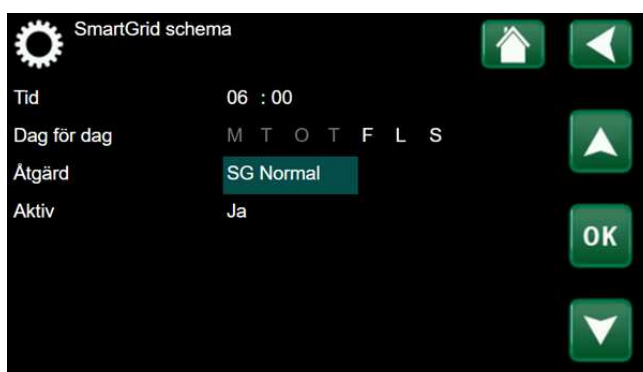 SmartGrid schema
Tid 06 : 00
Dag för dag M T O T F L S
Åtgärd SG Normal
Aktiv Ja
OK